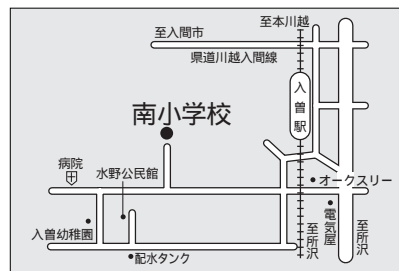 至本川越
至入間市
県道川越入間線
入曽駅
南小学校
病院
水野公民館
オークスリー
入曽幼稚園
電気屋
至所沢
至所沢
配水タンク